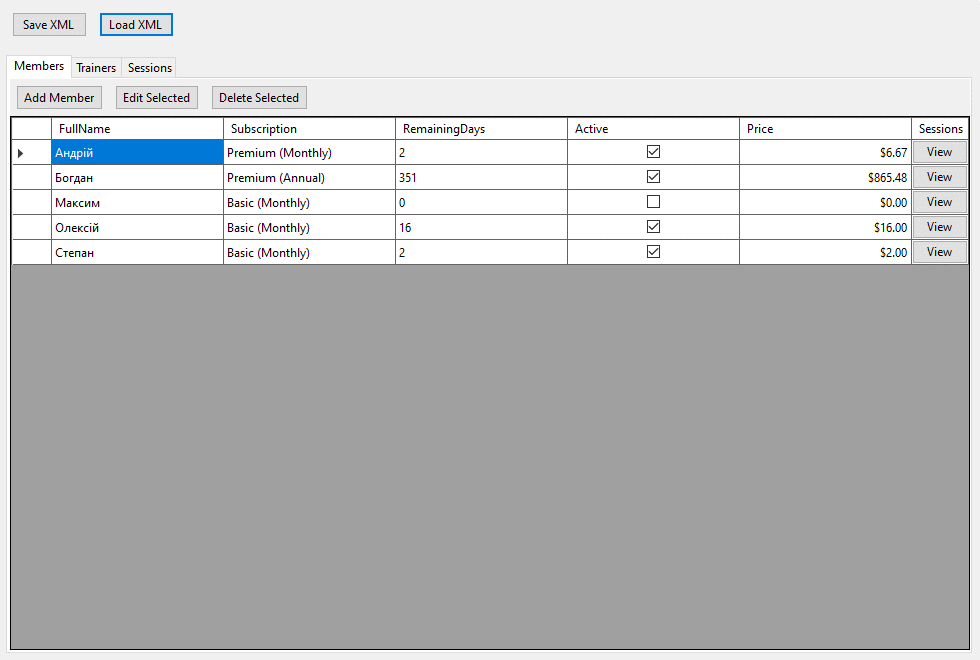 Save XML Load XML
Members Trainers Sessions
Add Member Edit Selected Delete Selected
FullName Subscription RemainingDays Active Price Sessions
Андрій Premium (Monthly) 2 $6.67 View
Богдан Premium (Annual) 351 $865.48 View
Максим Basic (Monthly) 0 $0.00 View
Олексій Basic (Monthly) 16 $16.00 View
Степан Basic (Monthly) 2 $2.00 View